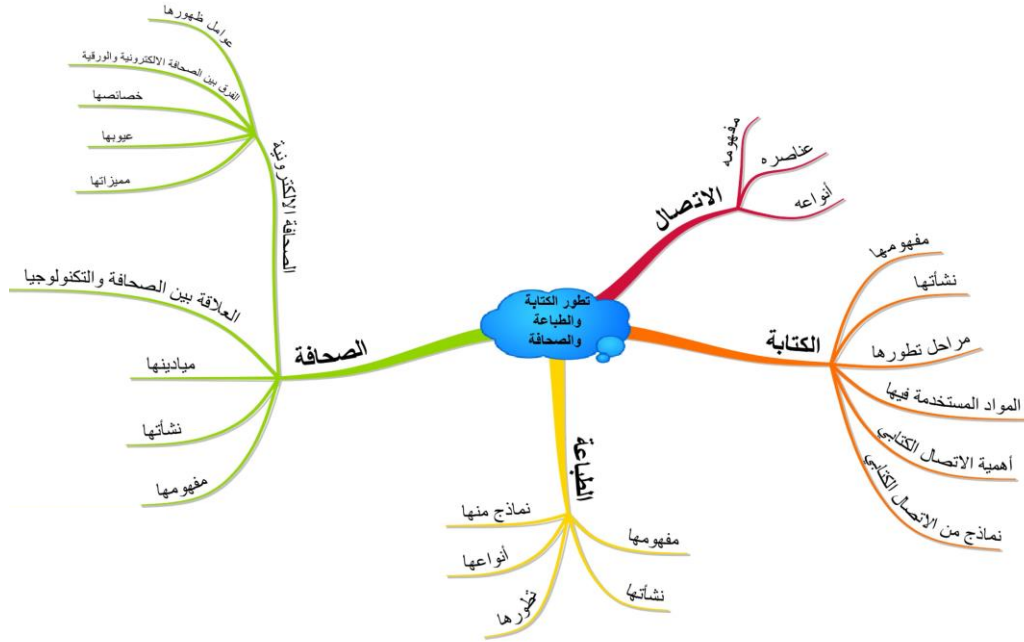 تطور الكتابة
والطباعة
والصحافة
الاتصال
مفهومه
عناصره
أنواعه
الكتابة
مفهومها
نشأتها
مراحل تطورها
المواد المستخدمة فيها
أهمية الاتصال الكتابي
نماذج من الاتصال الكتابي
الطباعة
مفهومها
نشأتها
تطورها
أنواعها
نماذج منها
الصحافة
مفهومها
نشأتها
ميادينها
العلاقة بين الصحافة والتكنولوجيا
الصحافة الالكترونية
عوامل ظهورها
الفرق بين الصحافة الالكترونية والورقية
خصائصها
عيوبها
مميزاتها